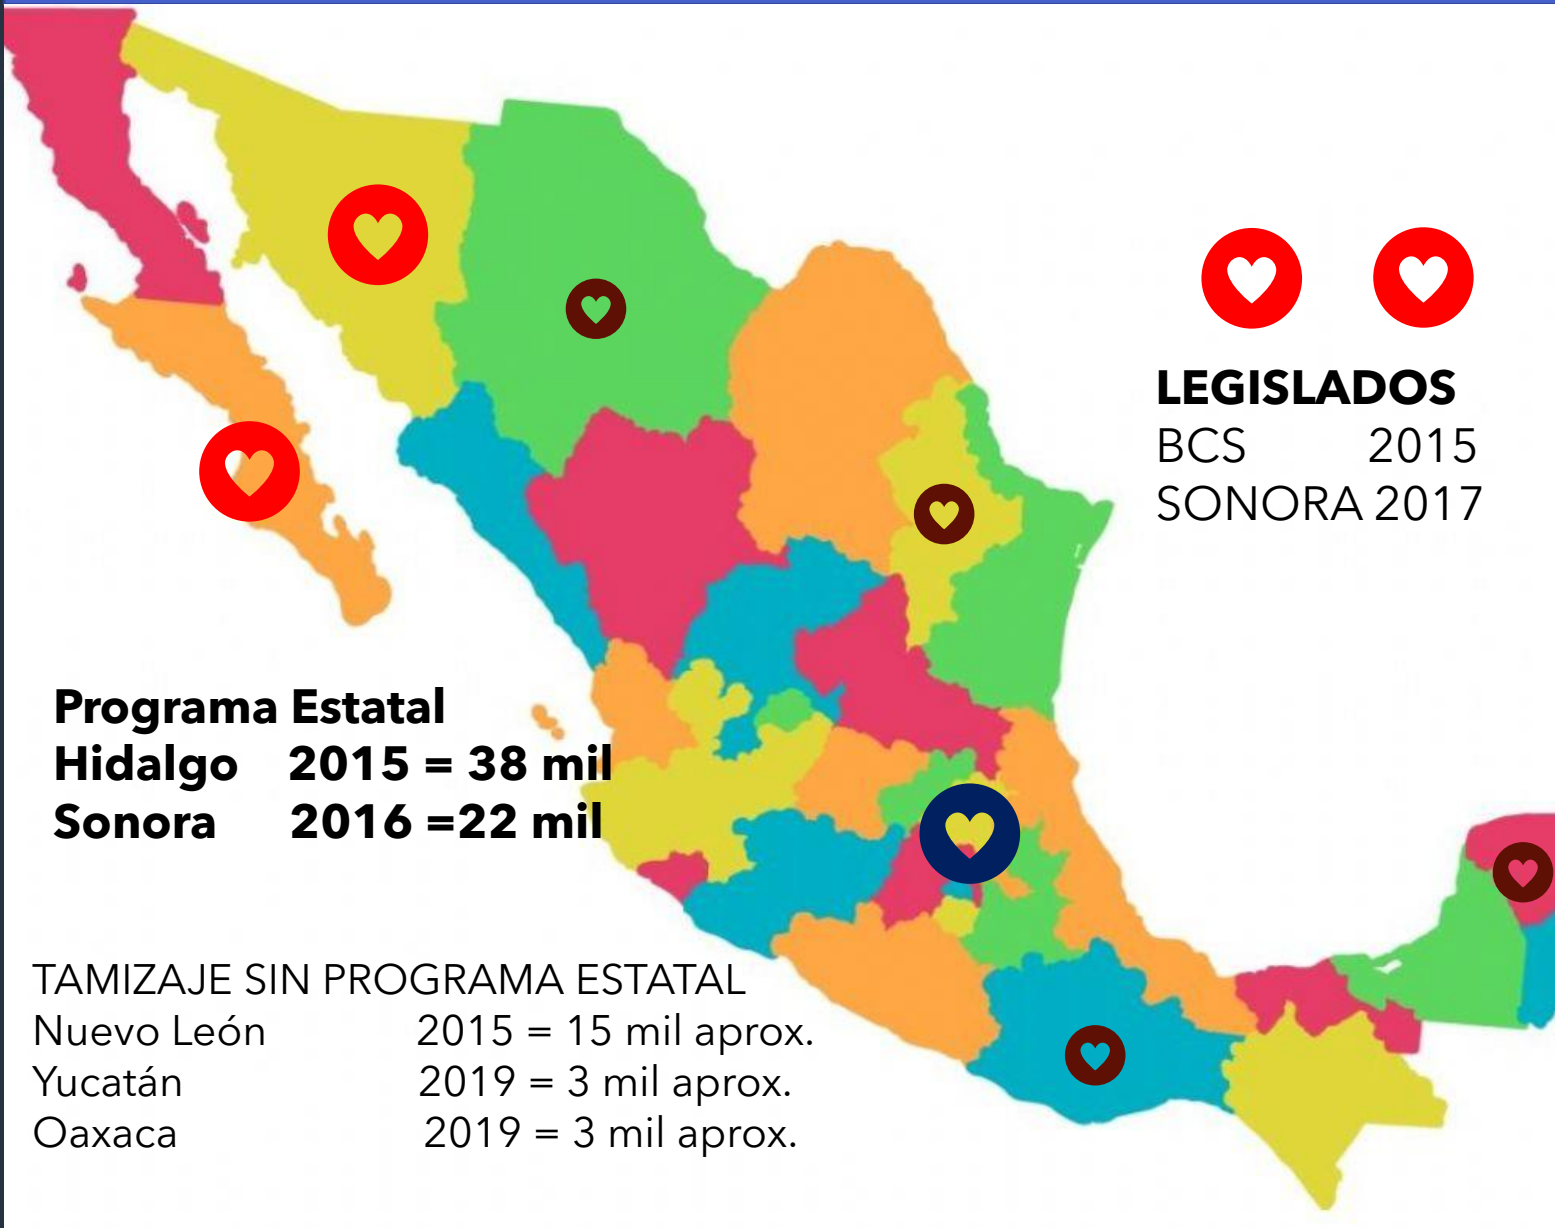 LEGISLADOS
BCS 2015
SONORA 2017
Programa Estatal
Hidalgo 2015 = 38 mil
Sonora 2016 =22 mil
TAMIZAJE SIN PROGRAMA ESTATAL
Nuevo León 2015 = 15 mil aprox.
Yucatán 2019 = 3 mil aprox.
Oaxaca 2019 = 3 mil aprox.